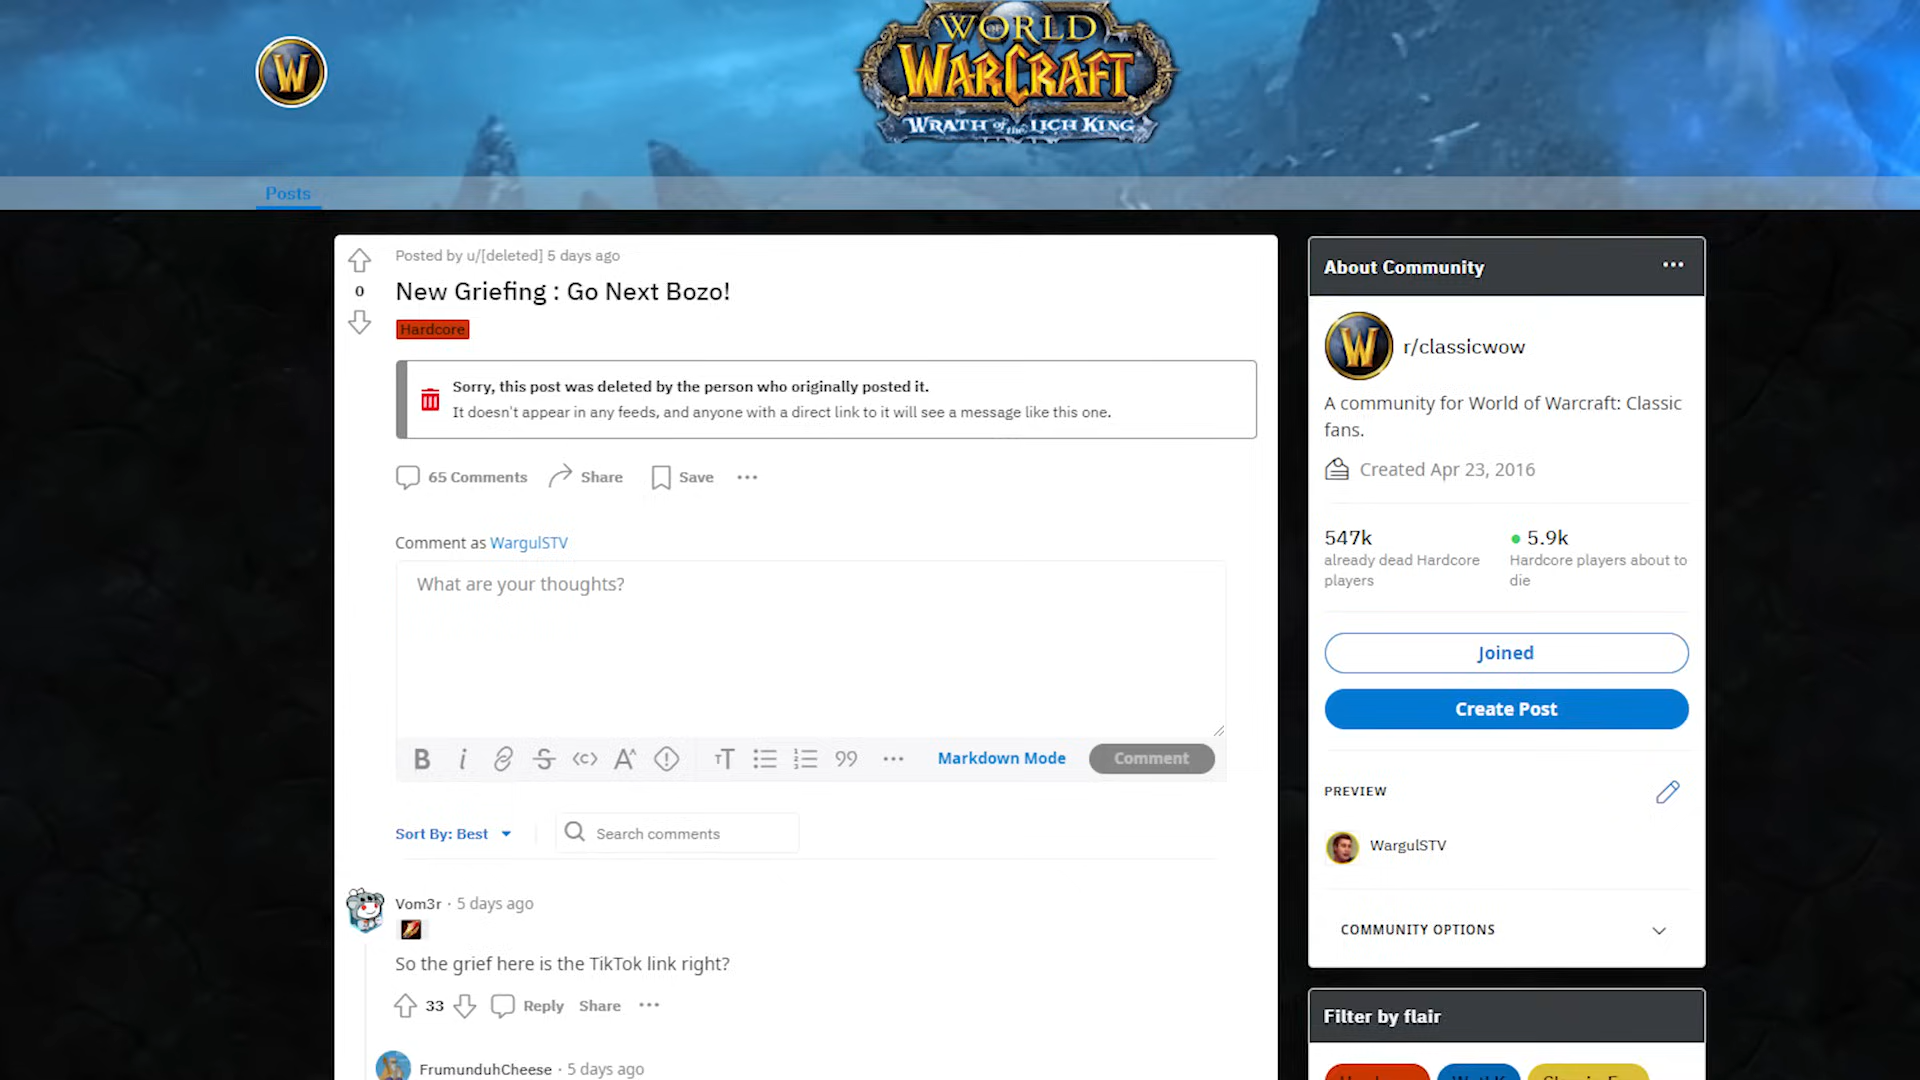 WORLD OF
WARCRAFT
WRATH of the LICH KING
Posts
Posted by u/[deleted] 5 days ago
0
New Griefing : Go Next Bozo!
Hardcore
Sorry, this post was deleted by the person who originally posted it.
It doesn't appear in any feeds, and anyone with a direct link to it will see a message like this one.
65 Comments
Share
Save
Comment as WargulSTV
What are your thoughts?
Markdown Mode
Comment
Sort By: Best
Search comments
Vom3r · 5 days ago
So the grief here is the TikTok link right?
33
Reply
Share
FrumunduhCheese · 5 days ago
About Community
r/classicwow
A community for World of Warcraft: Classic
fans.
Created Apr 23, 2016
547k
already dead Hardcore
players
5.9k
Hardcore players about to
die
Joined
Create Post
PREVIEW
WargulSTV
COMMUNITY OPTIONS
Filter by flair